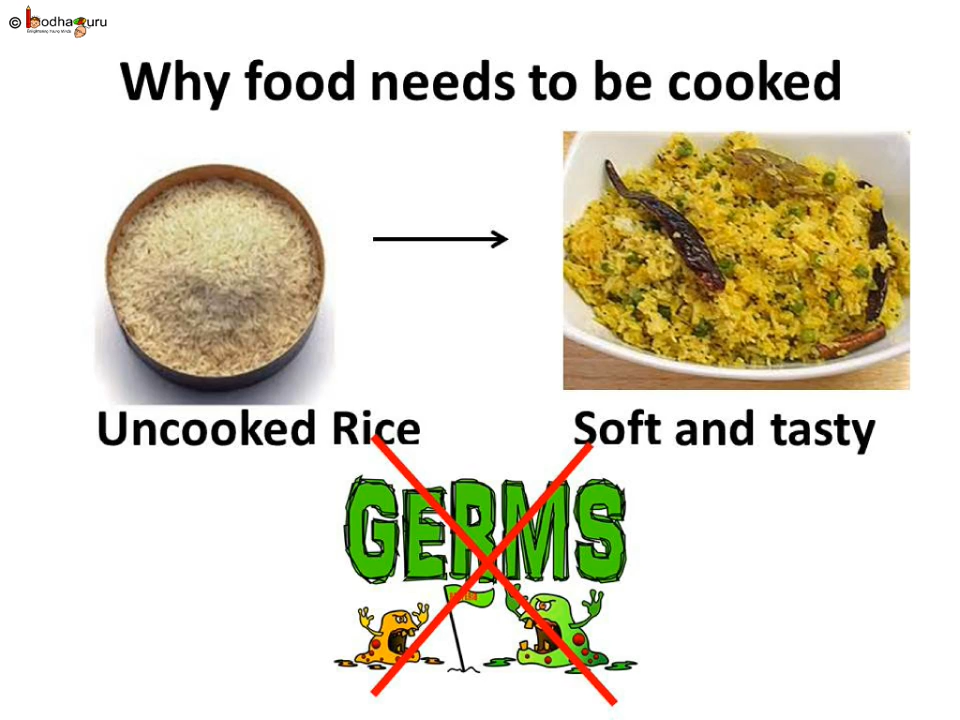 © bodhaguru
Why food needs to be cooked
Uncooked Rice
Soft and tasty
GERMS